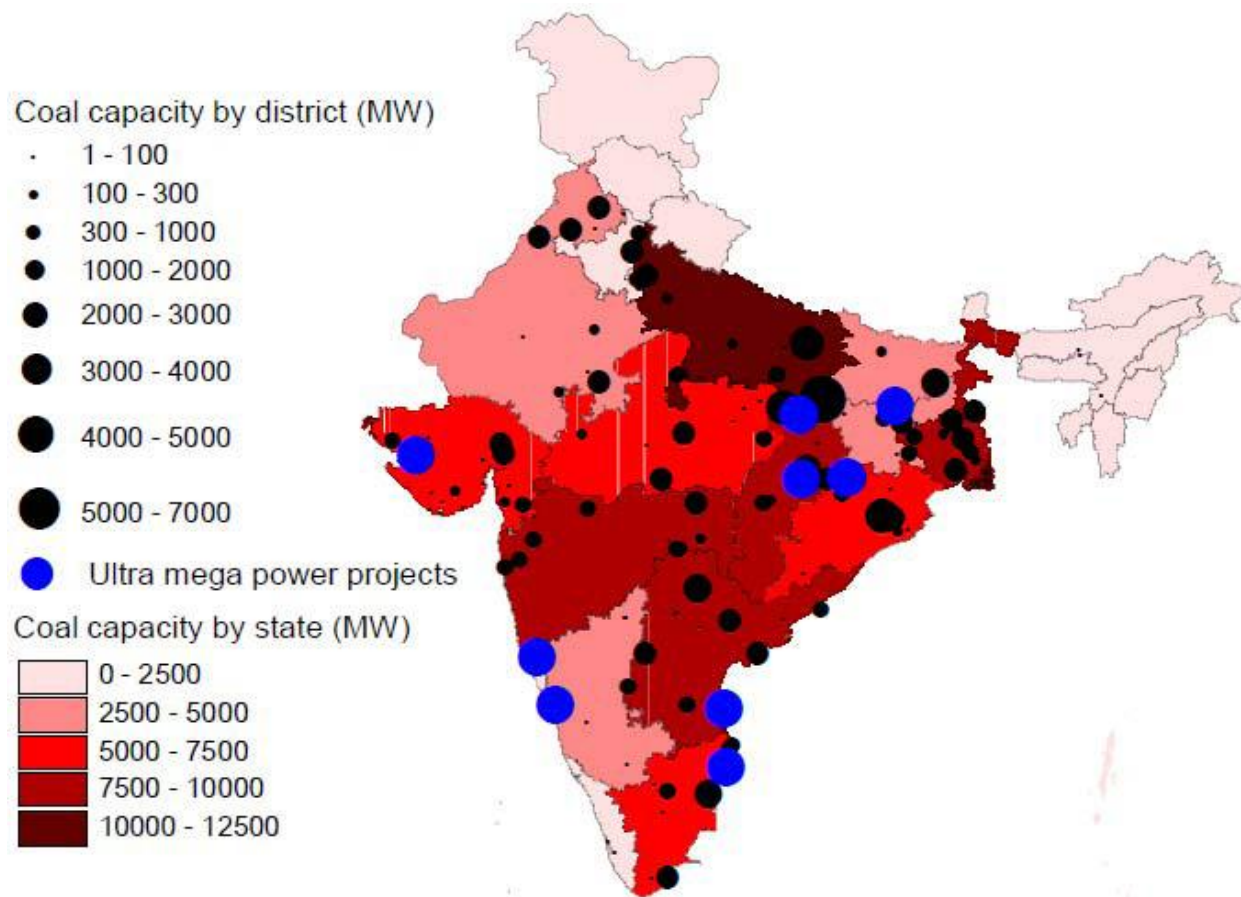 Coal capacity by district (MW)
1 - 100
100 - 300
300 - 1000
1000 - 2000
2000 - 3000
3000 - 4000
4000 - 5000
5000 - 7000
Ultra mega power projects
Coal capacity by state (MW)
0 - 2500
2500 - 5000
5000 - 7500
7500 - 10000
10000 - 12500